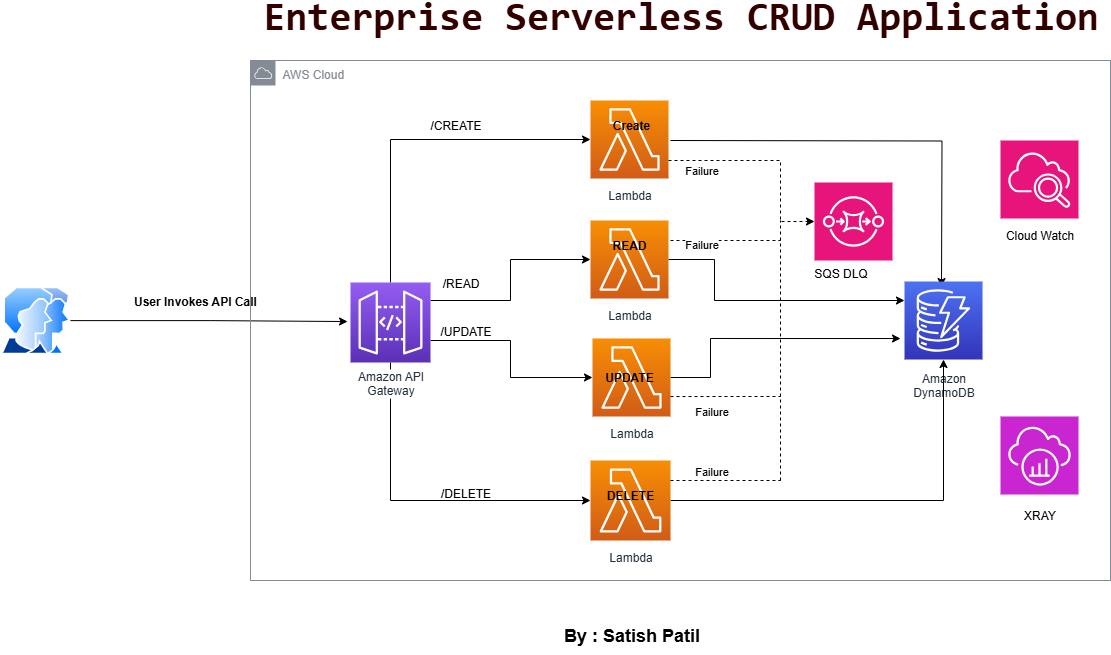 Enterprise Serverless CRUD Application
AWS Cloud
/CREATE
Create
Lambda
Failure
Cloud Watch
READ
Failure
SQS DLQ
/READ
Lambda
User Invokes API Call
/UPDATE
Amazon API
Gateway
UPDATE
Lambda
Failure
Amazon
DynamoDB
/DELETE
Failure
DELETE
Lambda
XRAY
By : Satish Patil